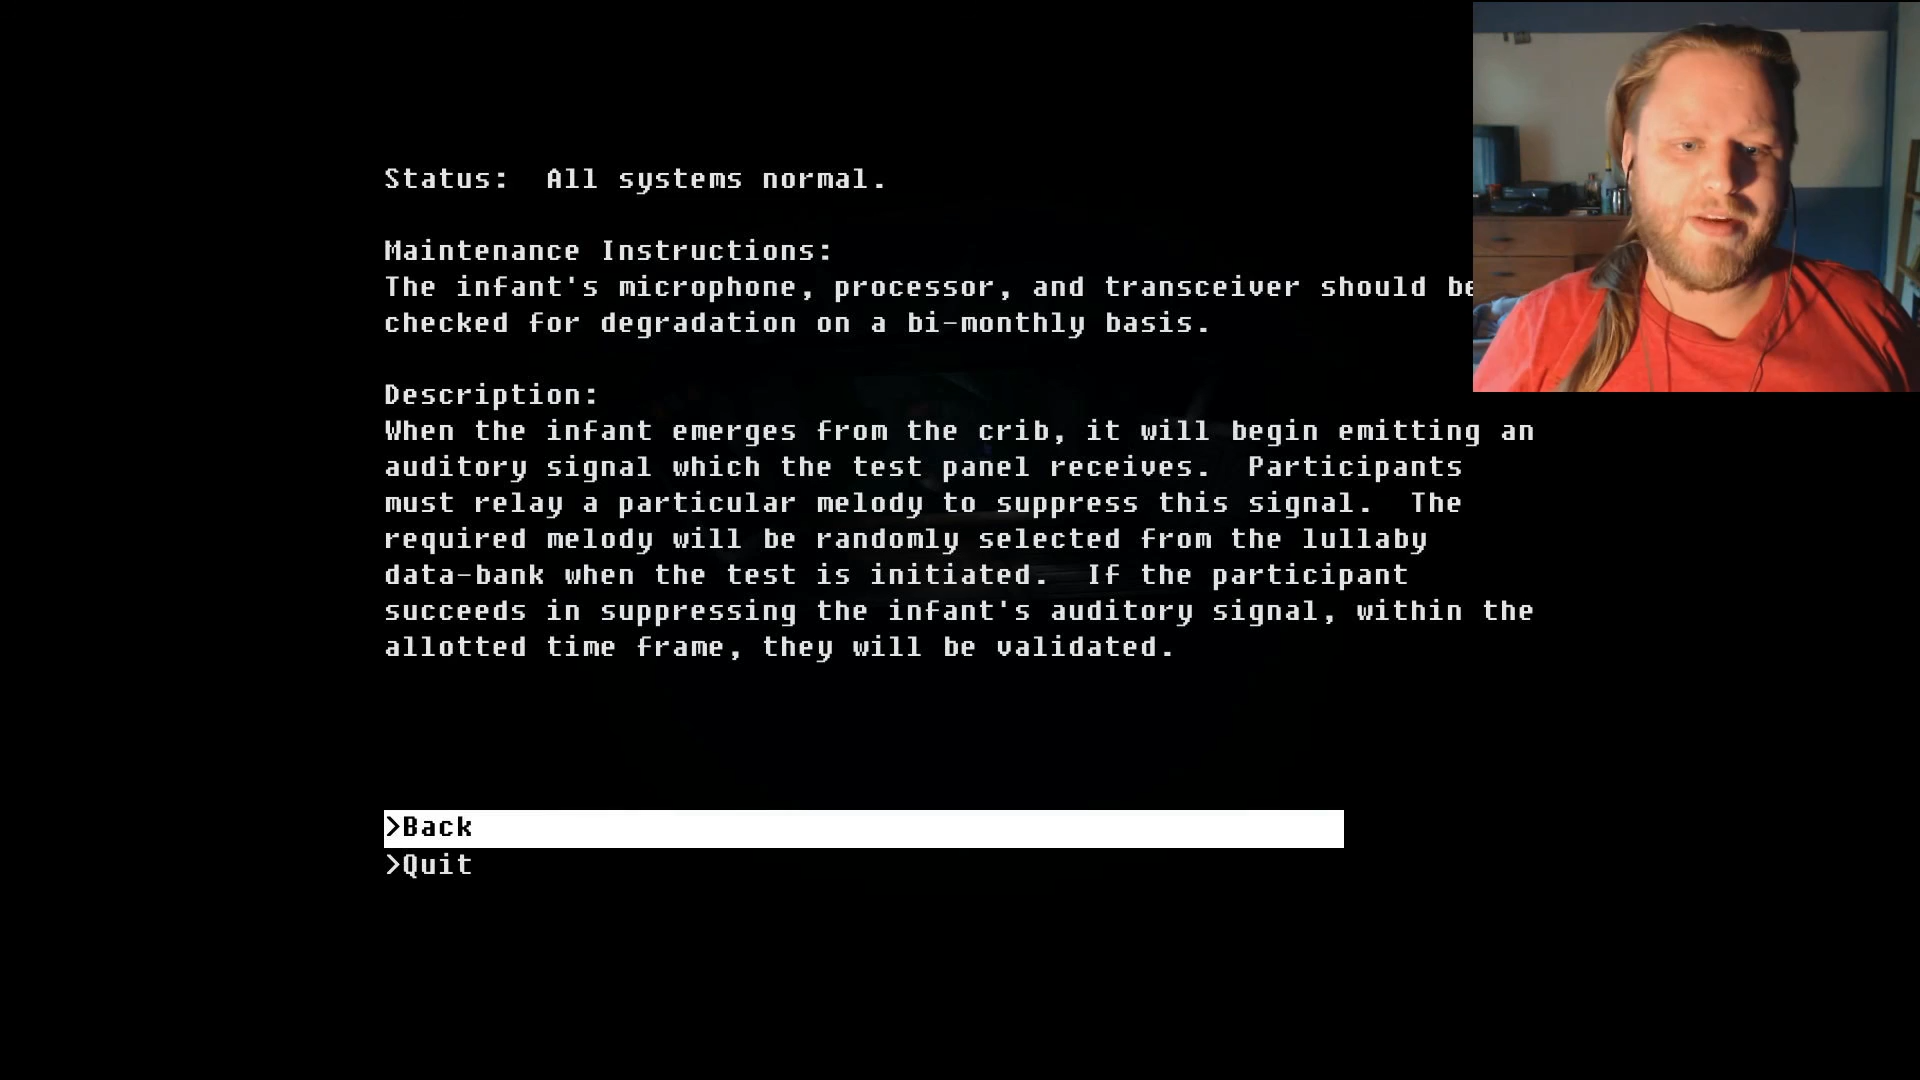 Status:  All systems normal.
Maintenance Instructions:
The infant's microphone, processor, and transceiver should be
checked for degradation on a bi-monthly basis.
Description:
When the infant emerges from the crib, it will begin emitting an
auditory signal which the test panel receives.  Participants
must relay a particular melody to suppress this signal.  The
required melody will be randomly selected from the lullaby
data-bank when the test is initiated.  If the participant
succeeds in suppressing the infant's auditory signal, within the
allotted time frame, they will be validated.
>Back
>Quit